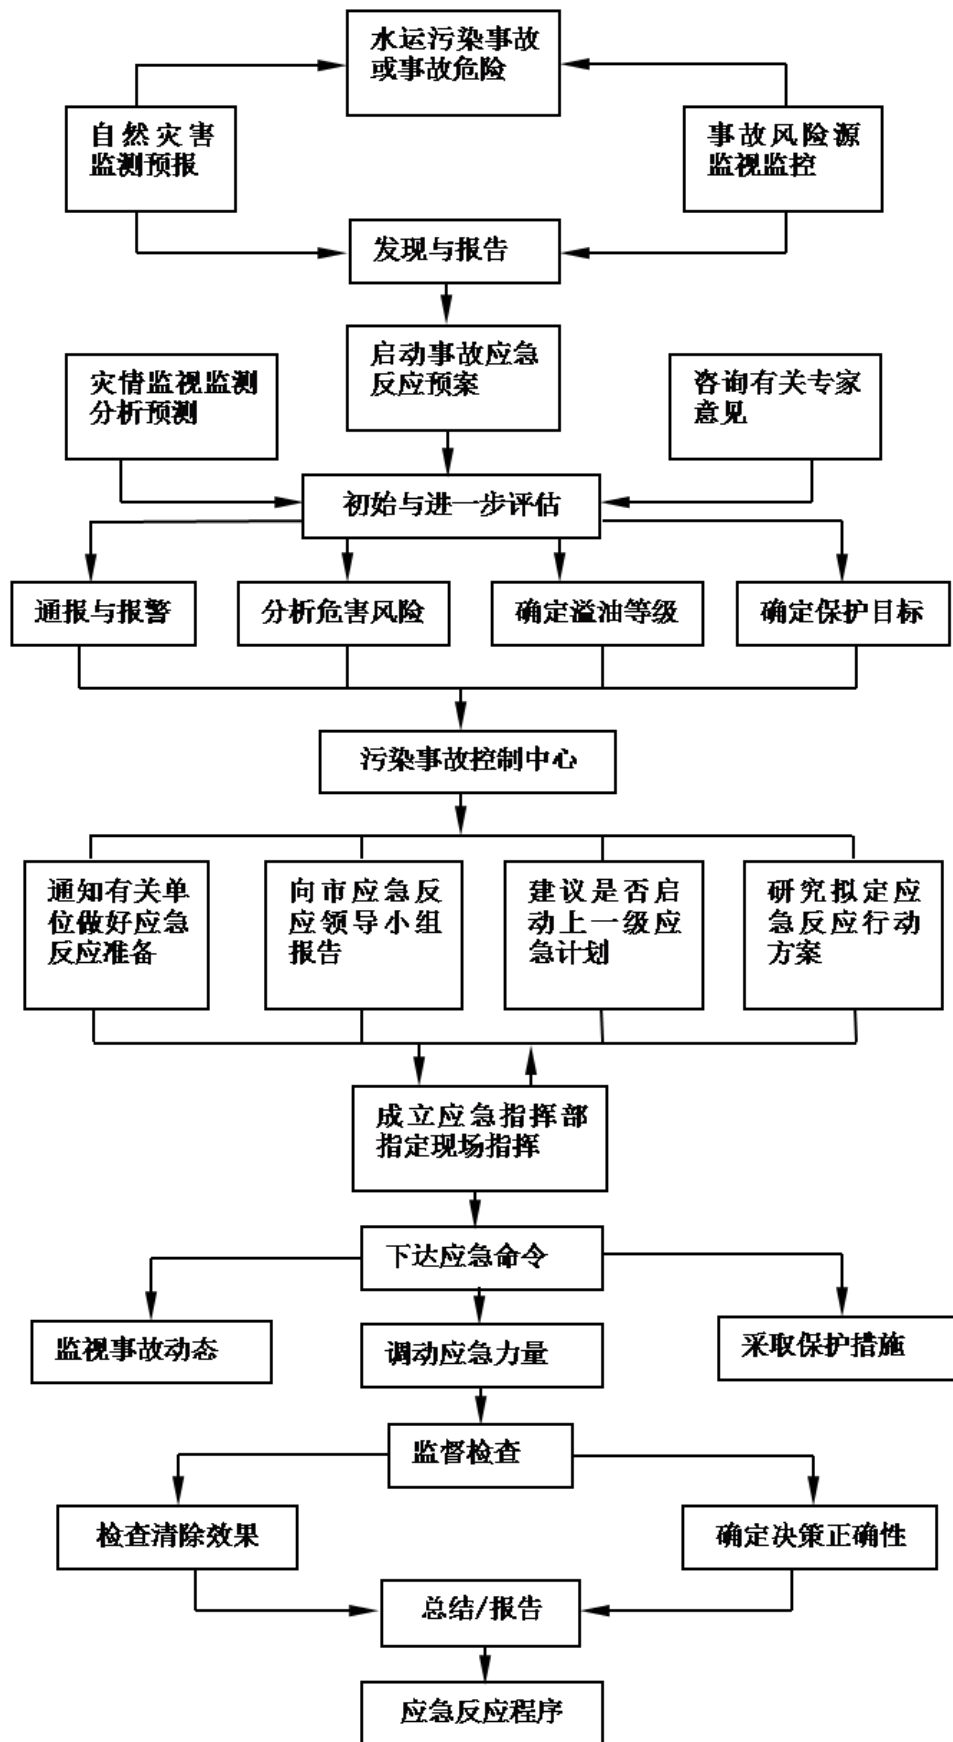 水运污染事故
或事故危险
自然灾害
监测预报
事故风险源
监视监控
发现与报告
启动事故应急
反应预案
灾情监视监测
分析预测
咨询有关专家
意见
初始与进一步评估
通报与报警
分析危害风险
确定溢油等级
确定保护目标
污染事故控制中心
通知有关单
位做好应急
反应准备
向市应急反
应领导小组
报告
建议是否启
动上一级应
急计划
研究拟定应
急反应行动
方案
成立应急指挥部
指定现场指挥
下达应急命令
监视事故动态
调动应急力量
采取保护措施
监督检查
检查清除效果
确定决策正确性
总结/报告
应急反应程序